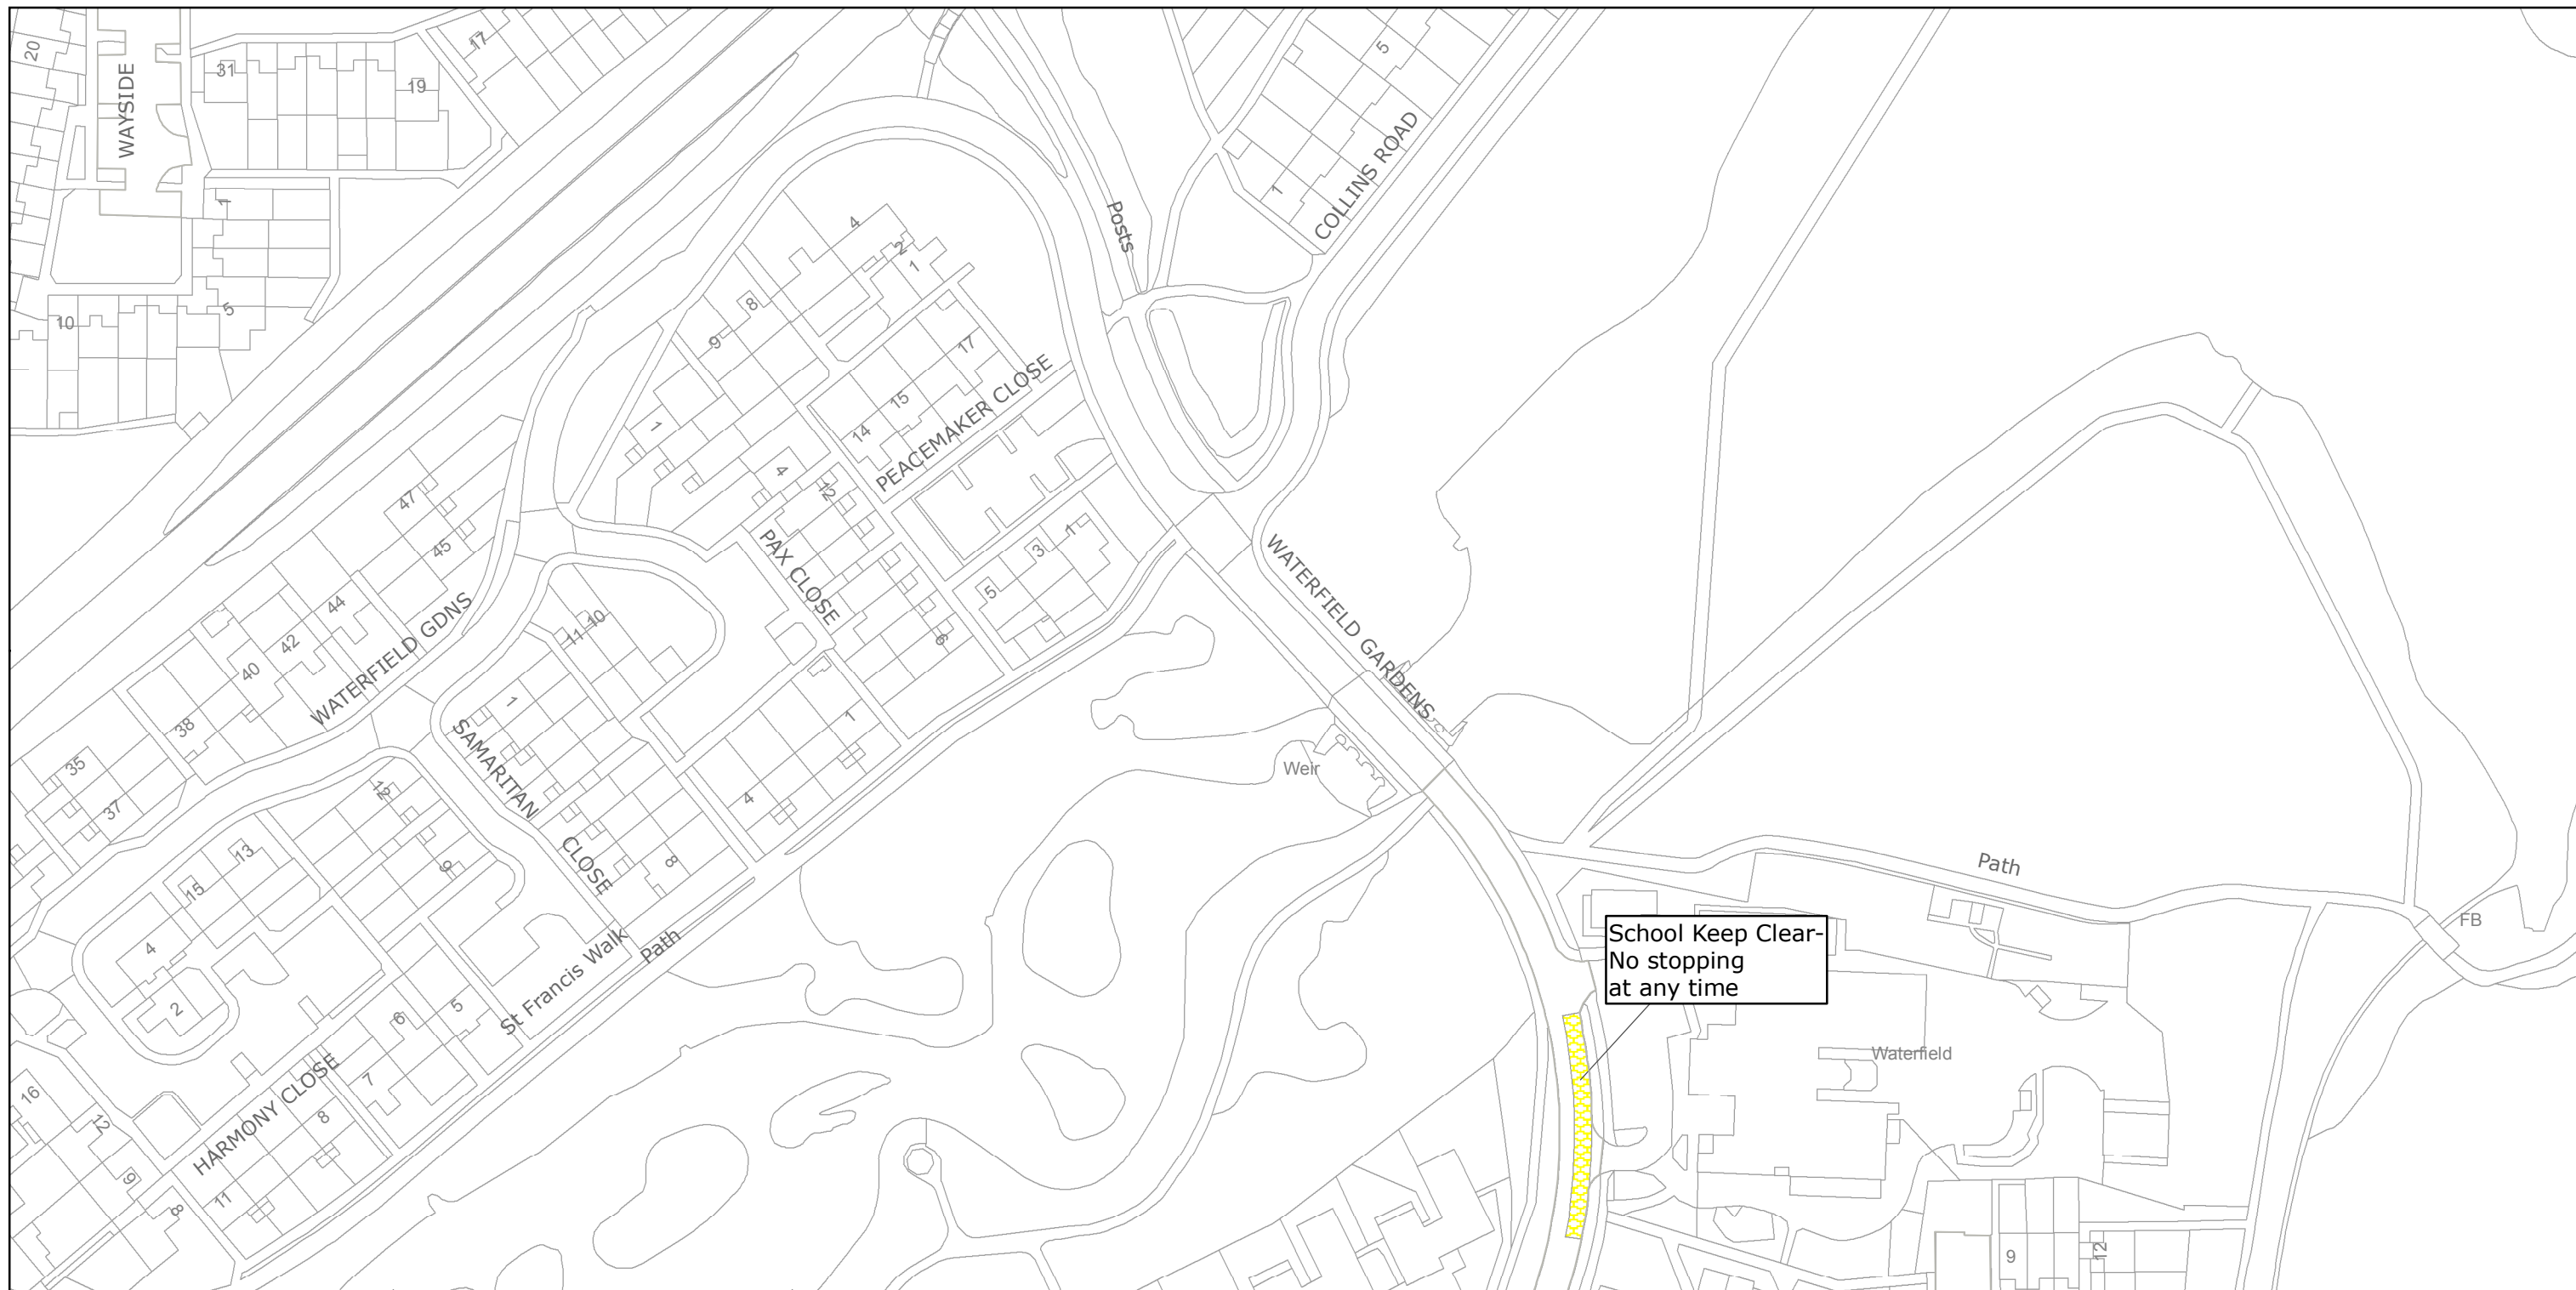 20
WAYSIDE
31
19
17
1
5
10
5
1
COLLINS ROAD
Posts
4
2
1
8
9
17
15
14
PEACEMAKER CLOSE
1
4
12
PAX CLOSE
6
5
3
1
47
45
44
42
40
38
WATERFIELD GDNS
35
37
11
10
1
SAMARITAN
CLOSE
8
4
1
WATERFIELD GARDENS
Weir
12
9
13
15
4
2
6
5
7
8
St Francis Walk
Path
HARMONY CLOSE
16
12
9
8
11
Path
FB
School Keep Clear-
No stopping
at any time
Waterfield
9
12